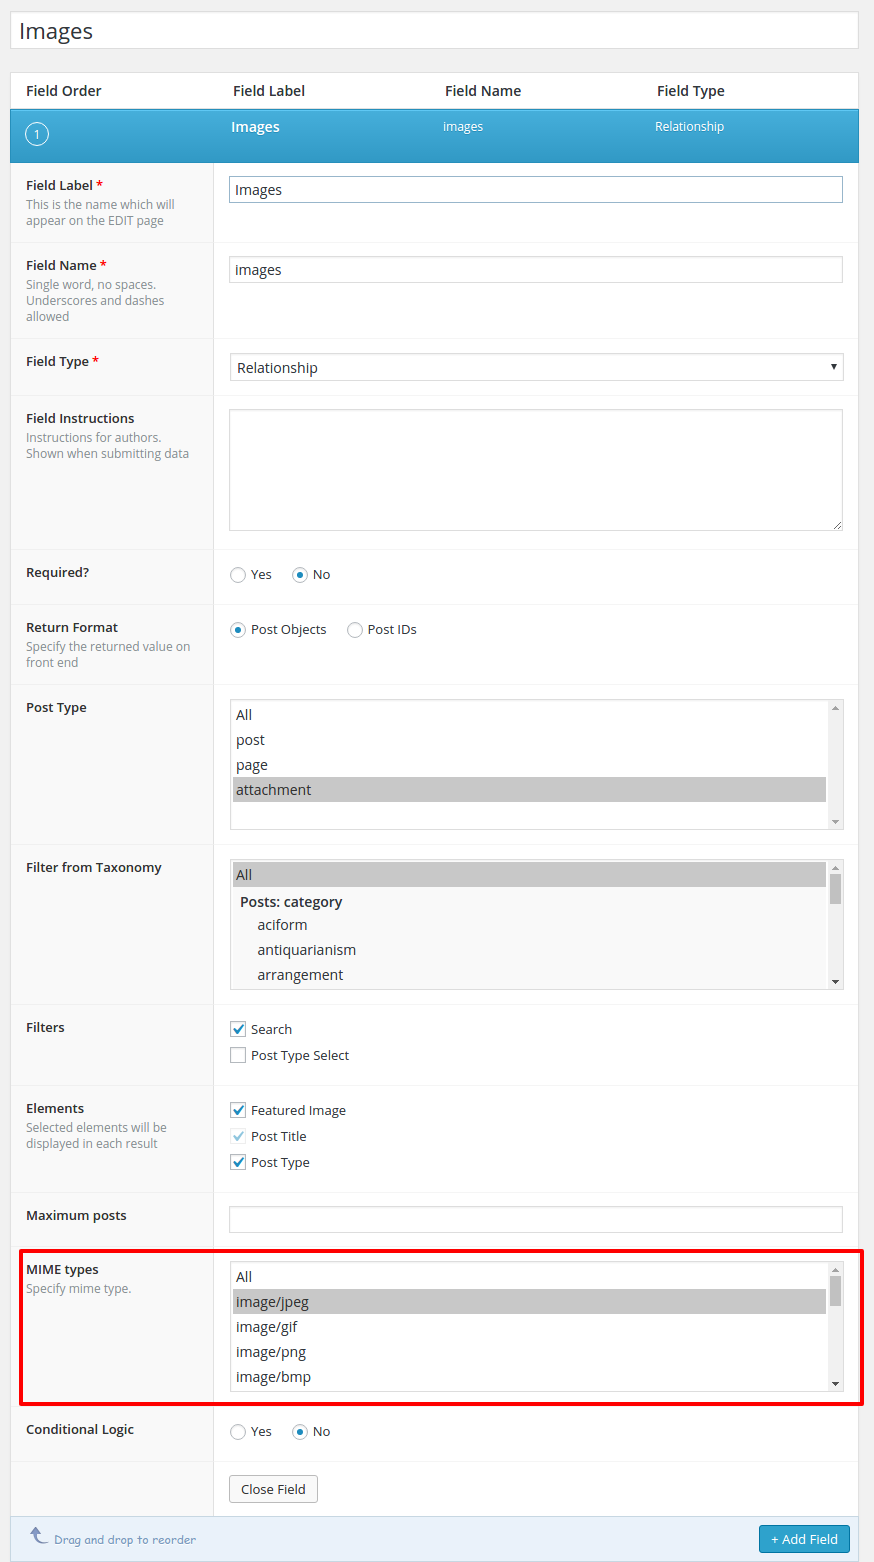 Images
Field Order Field Label Field Name Field Type
1 Images images Relationship
Field Label *
This is the name which will
appear on the EDIT page
Images
Field Name *
Single word, no spaces.
Underscores and dashes
allowed
images
Field Type *
Relationship
Field Instructions
Instructions for authors.
Shown when submitting data
Required?
Yes No
Return Format
Specify the returned value on
front end
Post Objects Post IDs
Post Type
All
post
page
attachment
Filter from Taxonomy
All
Posts: category
aciform
antiquarianism
arrangement
Filters
Search
Post Type Select
Elements
Selected elements will be
displayed in each result
Featured Image
Post Title
Post Type
Maximum posts
MIME types
Specify mime type.
All
image/jpeg
image/gif
image/png
image/bmp
Conditional Logic
Yes No
Close Field
Drag and drop to reorder
+ Add Field